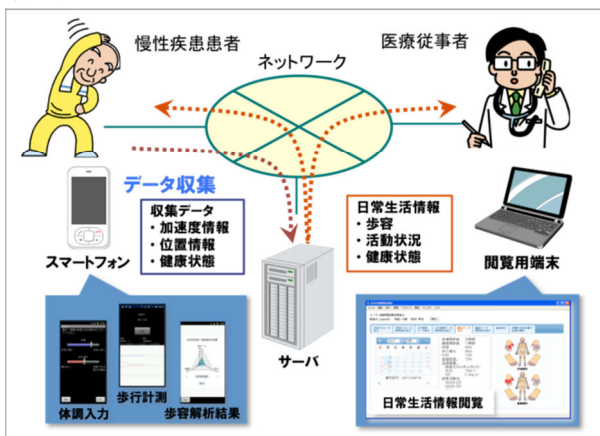 慢性疾患患者
ネットワーク
医療従事者
データ収集
収集データ
・加速度情報
・位置情報
・健康状態
日常生活情報
・歩容
・活動状況
・健康状態
スマートフォン
サーバ
閲覧用端末
体調入力
歩行計測
歩容解析結果
日常生活情報閲覧